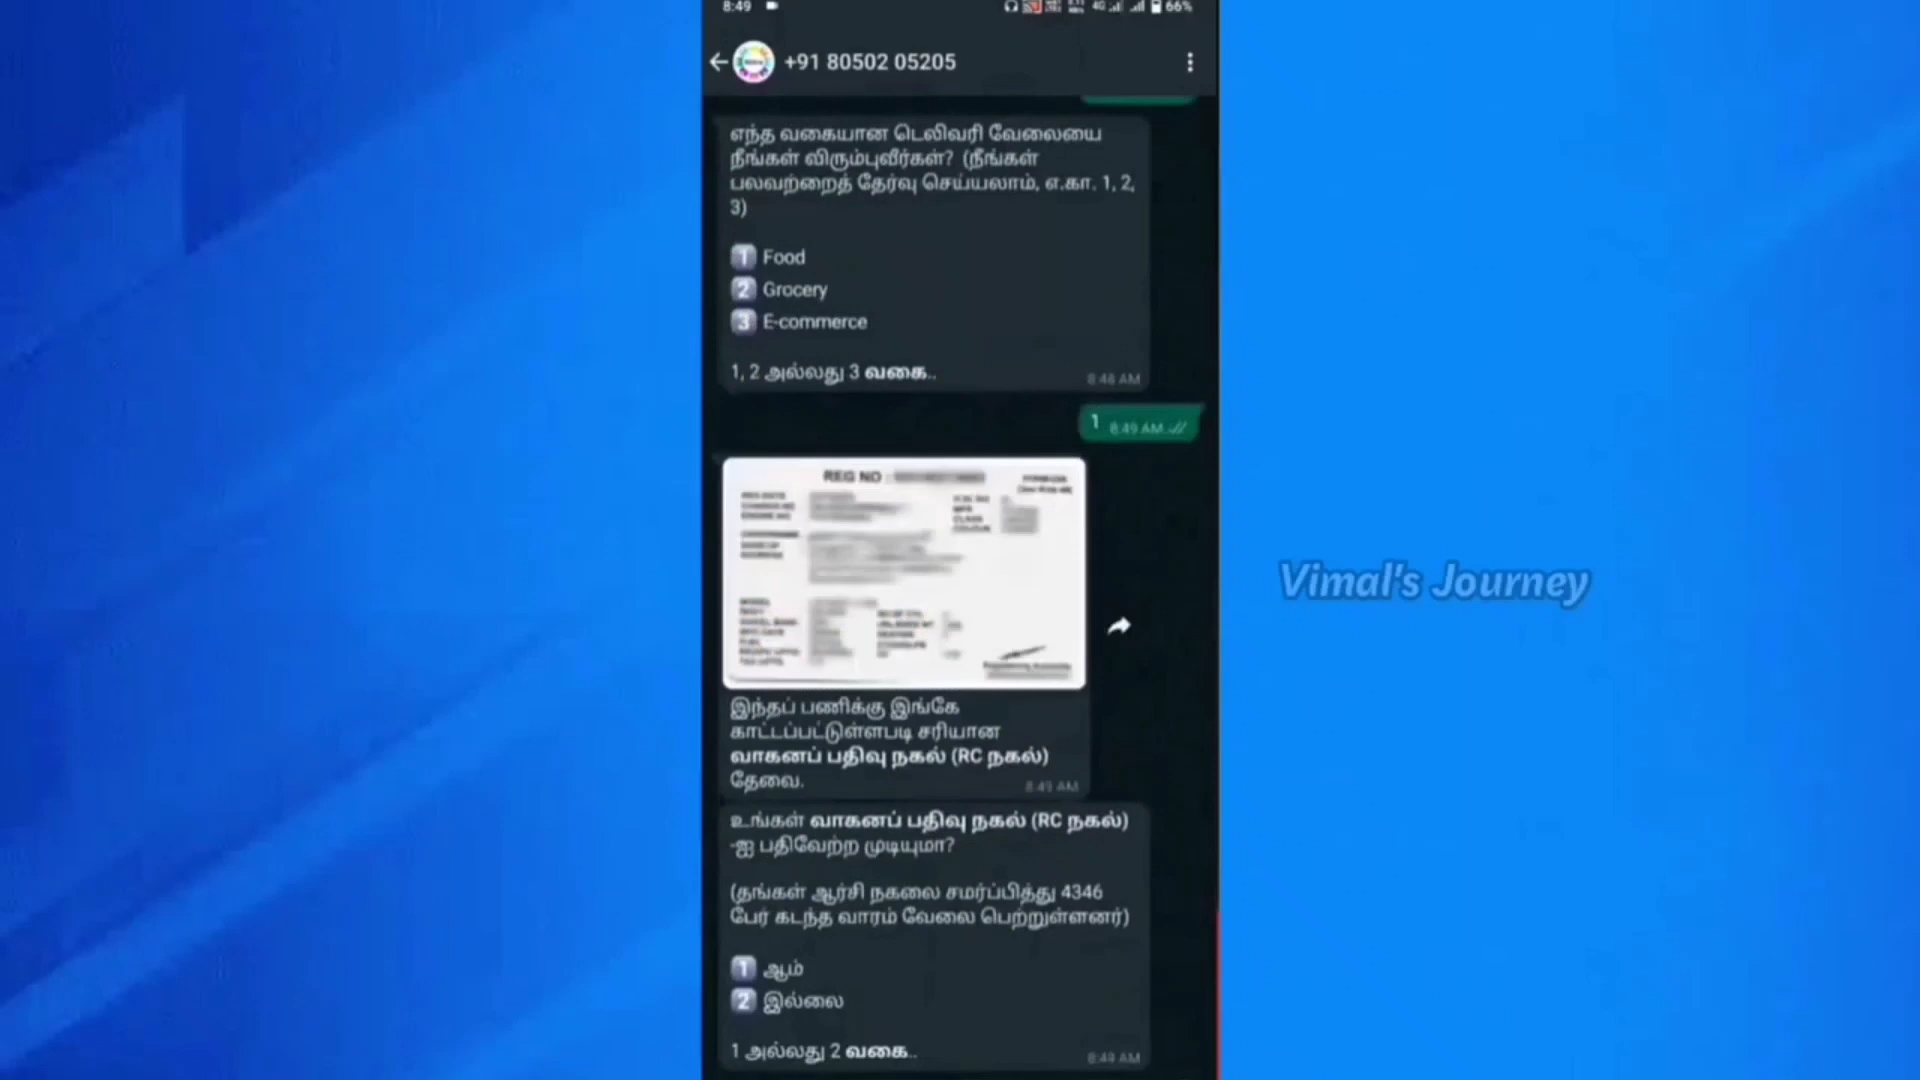 8:49
4G
66%
+91 80502 05205
எந்த வகையான டெலிவரி வேலையை
நீங்கள் விரும்புவீர்கள்? (நீங்கள்
பலவற்றைத் தேர்வு செய்யலாம், எ.கா. 1, 2,
3)
1 Food
2 Grocery
3 E-commerce
1, 2 அல்லது 3 வகை..
8:48 AM
1 8:49 AM
REG NO :
இந்தப் பணிக்கு இங்கே
காட்டப்பட்டுள்ளபடி சரியான
வாகனப் பதிவு நகல் (RC நகல்)
தேவை.
8:49 AM
உங்கள் வாகனப் பதிவு நகல் (RC நகல்)
-ஐ பதிவேற்ற முடியுமா?
(தங்கள் ஆர்சி நகலை சமர்ப்பித்து 4346
பேர் கடந்த வாரம் வேலை பெற்றுள்ளனர்)
1 ஆம்
2 இல்லை
1 அல்லது 2 வகை..
8:49 AM
Vimal's Journey